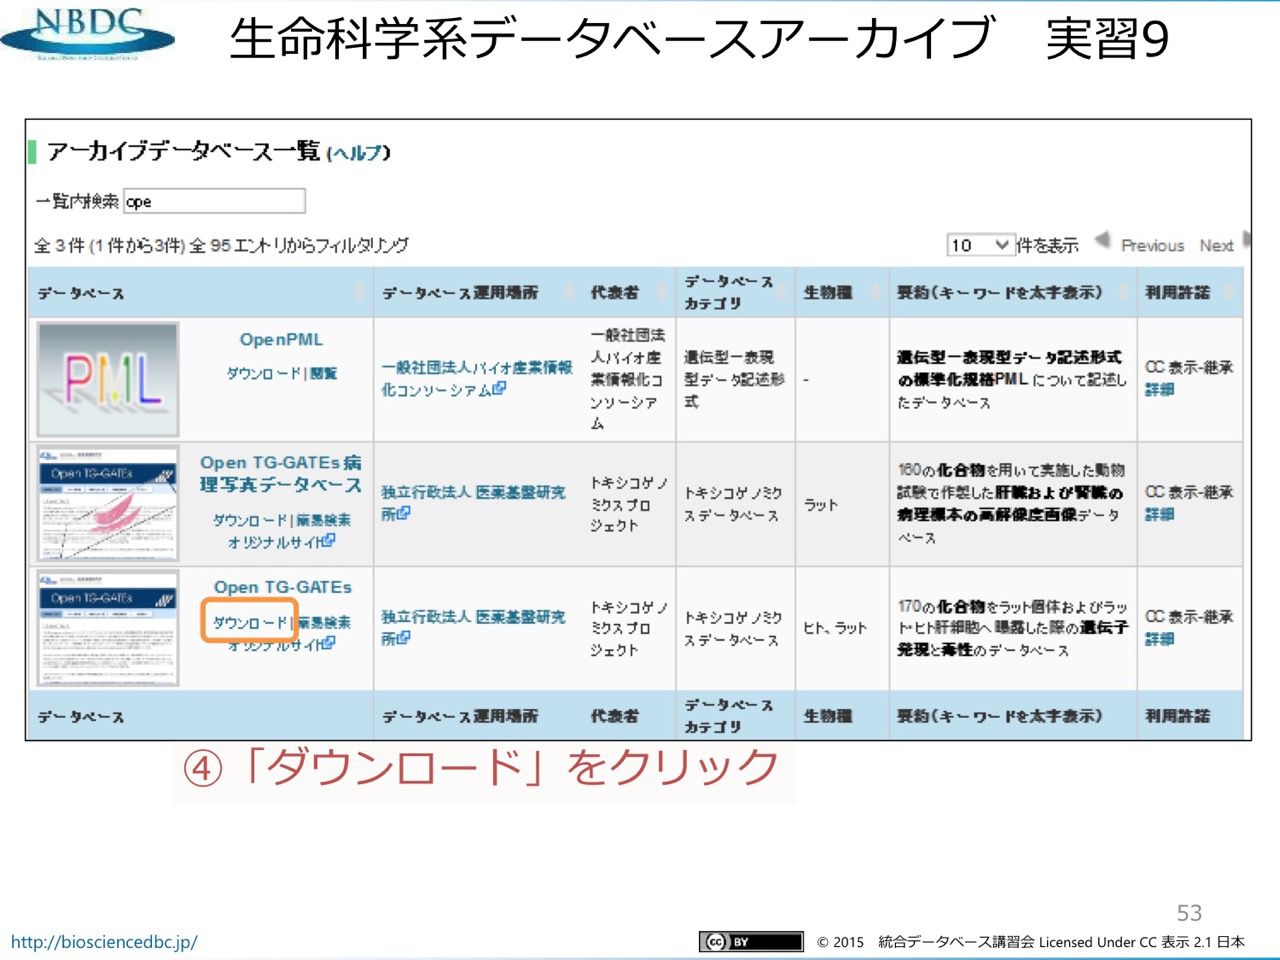 NBDC
生命科学系データベースアーカイブ　実習9
アーカイブデータベース一覧 (ヘルプ)
一覧内検索 ope
全 3 件 (1 件から3件) 全 95 エントリからフィルタリング
10 件を表示 Previous Next
データベース データベース運用場所 代表者 データベースカテゴリ 生物種 要約(キーワードを太字表示) 利用許諾
PML
OpenPML
ダウンロード | 閲覧
一般社団法人バイオ産業情報
化コンソーシアム
一般社団法
人バイオ産
業情報化コ
ンソーシア
ム
遺伝型ー表現
型データ記述形
式
-
遺伝型ー表現型データ記述形式
の標準化規格PML について記述し
たデータベース
CC 表示-継承
詳細
Open TG-GATEs
Open TG-GATEs 病
理写真データベース
ダウンロード | 簡易検索
オリジナルサイト
独立行政法人 医薬基盤研究
所
トキシコゲノ
ミクスプロ
ジェクト
トキシコゲノミク
スデータベース
ラット
160の化合物を用いて実施した動物
試験で作製した肝臓および腎臓の
病理標本の高解像度画像データ
ベース
CC 表示-継承
詳細
Open TG-GATEs
Open TG-GATEs
ダウンロード | 簡易検索
オリジナルサイト
独立行政法人 医薬基盤研究
所
トキシコゲノ
ミクスプロ
ジェクト
トキシコゲノミク
スデータベース
ヒト、ラット
170の化合物をラット個体およびラッ
ト・ヒト肝細胞へ曝露した際の遺伝子
発現と毒性のデータベース
CC 表示-継承
詳細
データベース データベース運用場所 代表者 データベースカテゴリ 生物種 要約(キーワードを太字表示) 利用許諾
④「ダウンロード」をクリック
53
http://biosciencedbc.jp/
cc BY © 2015　統合データベース講習会 Licensed Under CC 表示 2.1 日本